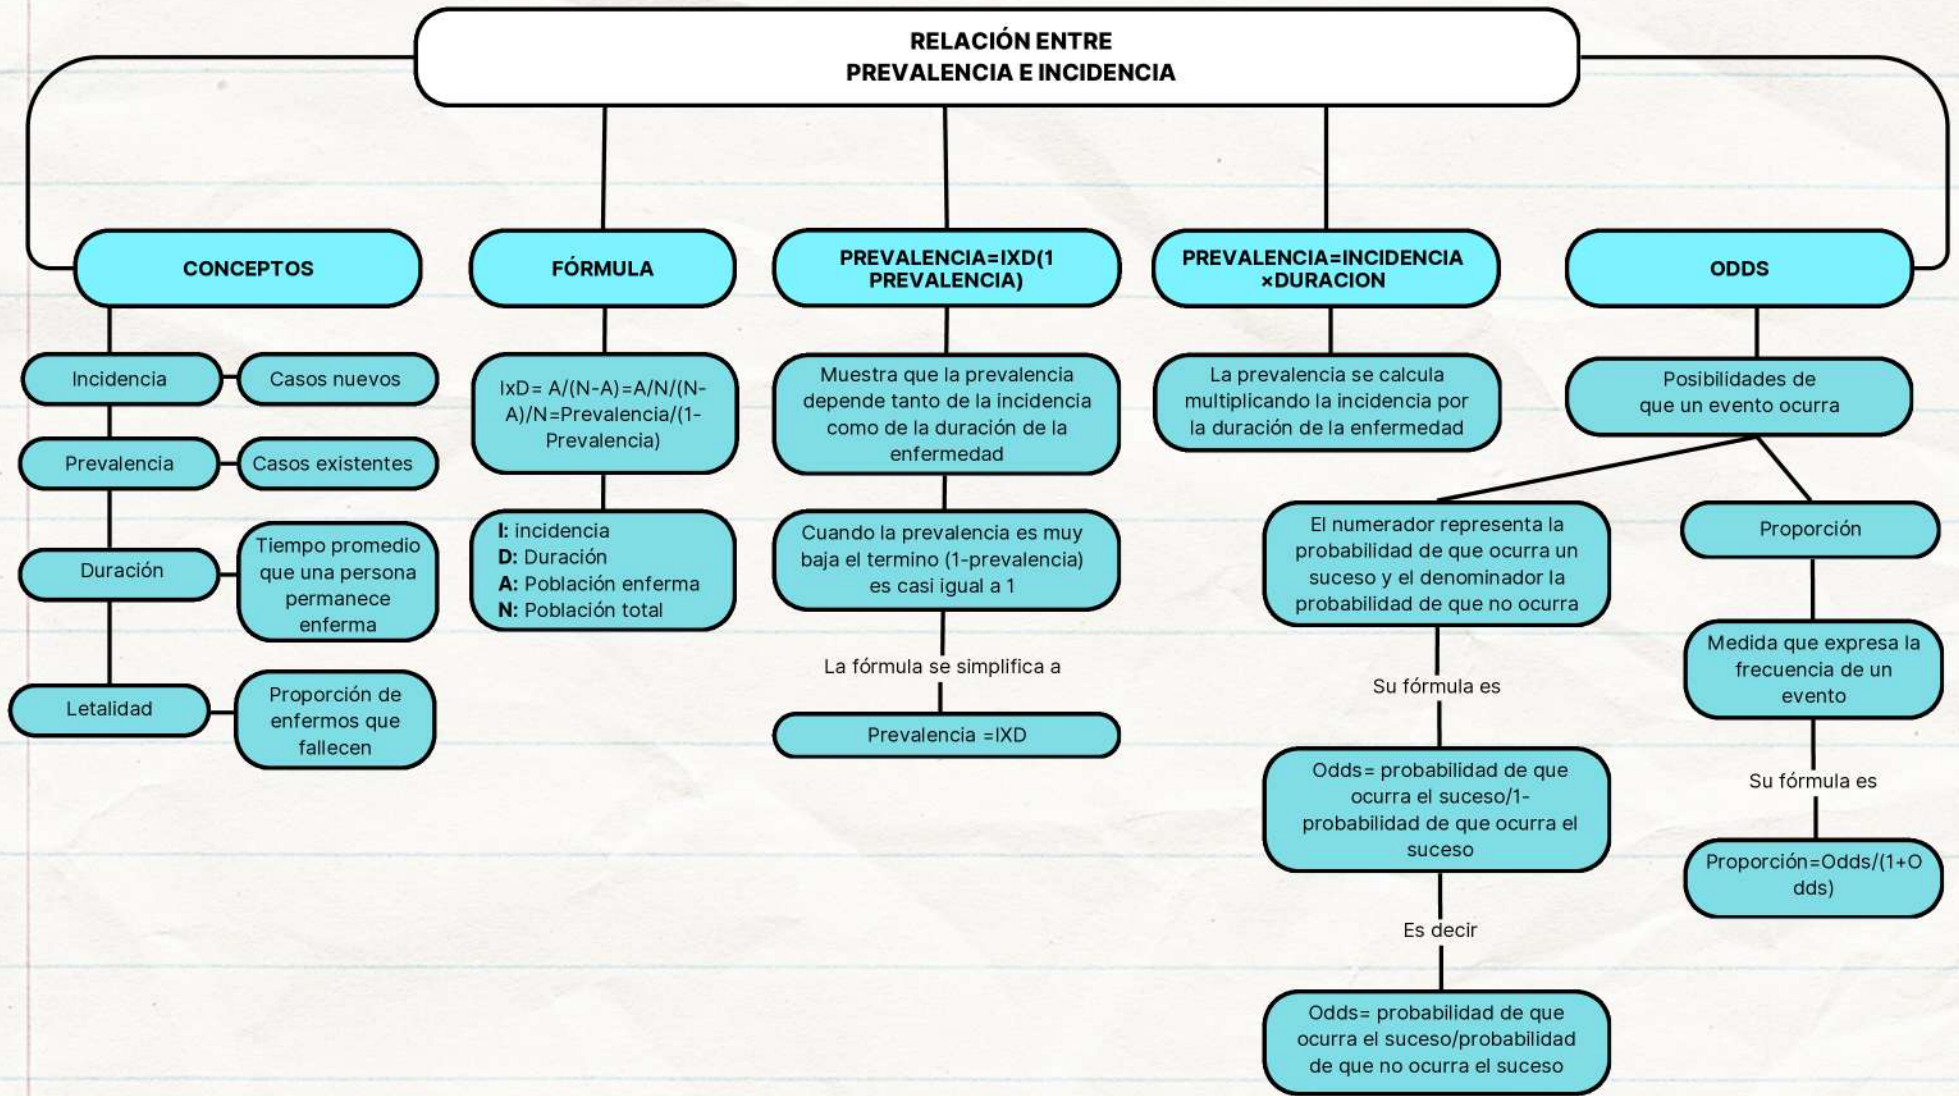 RELACIÓN ENTRE
PREVALENCIA E INCIDENCIA
CONCEPTOS
Incidencia
Casos nuevos
Prevalencia
Casos existentes
Duración
Tiempo promedio
que una persona
permanece
enferma
Letalidad
Proporción de
enfermos que
fallecen
FÓRMULA
IxD= A/(N-A)=A/N/(N-
A)/N=Prevalencia/(1-
Prevalencia)
I: incidencia
D: Duración
A: Población enferma
N: Población total
PREVALENCIA=IXD(1
PREVALENCIA)
Muestra que la prevalencia
depende tanto de la incidencia
como de la duración de la
enfermedad
Cuando la prevalencia es muy
baja el termino (1-prevalencia)
es casi igual a 1
La fórmula se simplifica a
Prevalencia =IXD
PREVALENCIA=INCIDENCIA
×DURACION
La prevalencia se calcula
multiplicando la incidencia por
la duración de la enfermedad
ODDS
Posibilidades de
que un evento ocurra
El numerador representa la
probabilidad de que ocurra un
suceso y el denominador la
probabilidad de que no ocurra
Su fórmula es
Odds= probabilidad de que
ocurra el suceso/1-
probabilidad de que ocurra el
suceso
Es decir
Odds= probabilidad de que
ocurra el suceso/probabilidad
de que no ocurra el suceso
Proporción
Medida que expresa la
frecuencia de un
evento
Su fórmula es
Proporción=Odds/(1+O
dds)